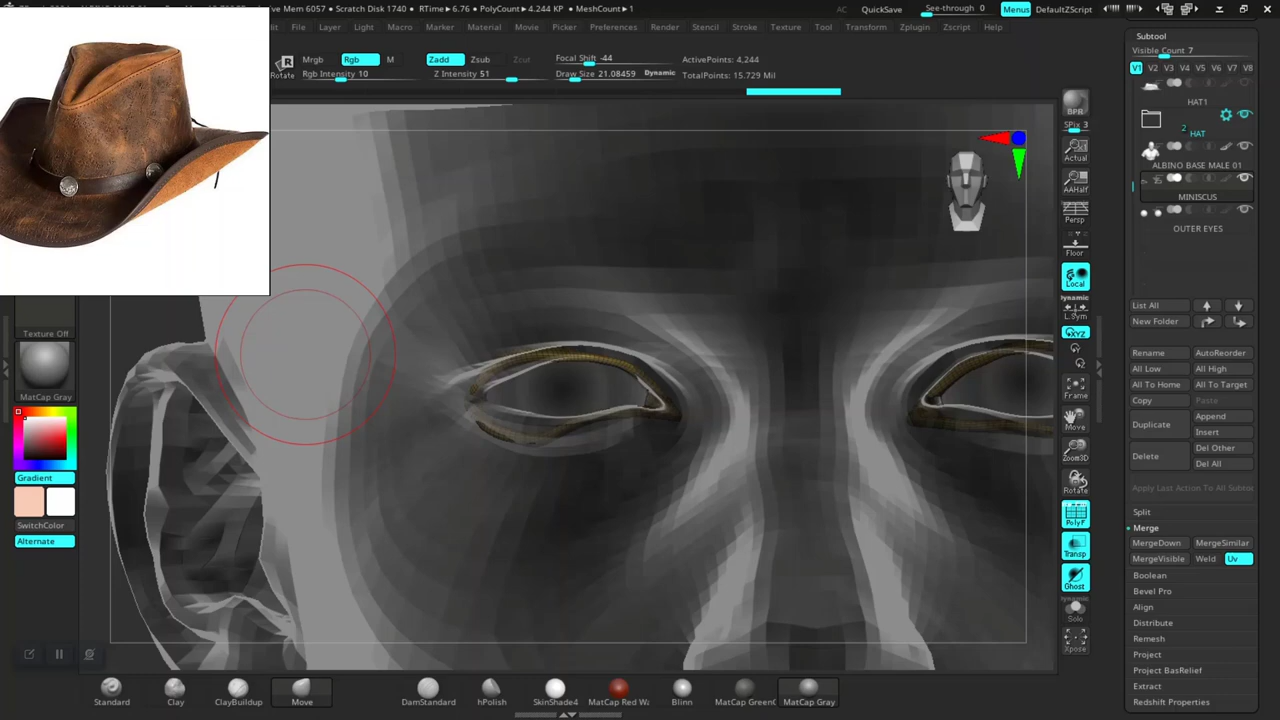 ve Mem 6057 • Scratch Disk 1740 • RTime▸6.76 • PolyCount▸4.244 KP • MeshCount▸1
AC QuickSave See-through 0 Menus DefaultZScript
File Layer Light Macro Marker Material Movie Picker Preferences Render Stencil Stroke Texture Tool Transform Zplugin Zscript Help
Mrgb Rgb M Zadd Zsub Zcut Focal Shift -44 ActivePoints: 4,244
Rotate Rgb Intensity 10 Z Intensity 51 Draw Size 21.08459 Dynamic TotalPoints: 15.729 Mil
Subtool
Visible Count 7
V1 V2 V3 V4 V5 V6 V7 V8
HAT1
2
HAT
ALBINO BASE MALE 01
MINISCUS
OUTER EYES
List All
New Folder
Rename AutoReorder
All Low All High
All To Home All To Target
Copy Paste
Duplicate Append
Insert
Delete Del Other
Del All
Apply Last Action To All Subtoo
Split
Merge
MergeDown MergeSimilar
MergeVisible Weld Uv
Boolean
Bevel Pro
Align
Distribute
Remesh
Project
Project BasRelief
Extract
Redshift Properties
BPR
SPix 3
Actual
AAHalf
Persp
Floor
Local
Dynamic
L.Sym
XYZ
Frame
Move
Zoom3D
Rotate
PolyF
Transp
Ghost
Dynamic
Solo
Xpose
Texture Off
MatCap Gray
Gradient
SwitchColor
Alternate
Standard Clay ClayBuildup Move DamStandard hPolish SkinShade4 MatCap Red Wa Blinn MatCap GreenC MatCap Gray